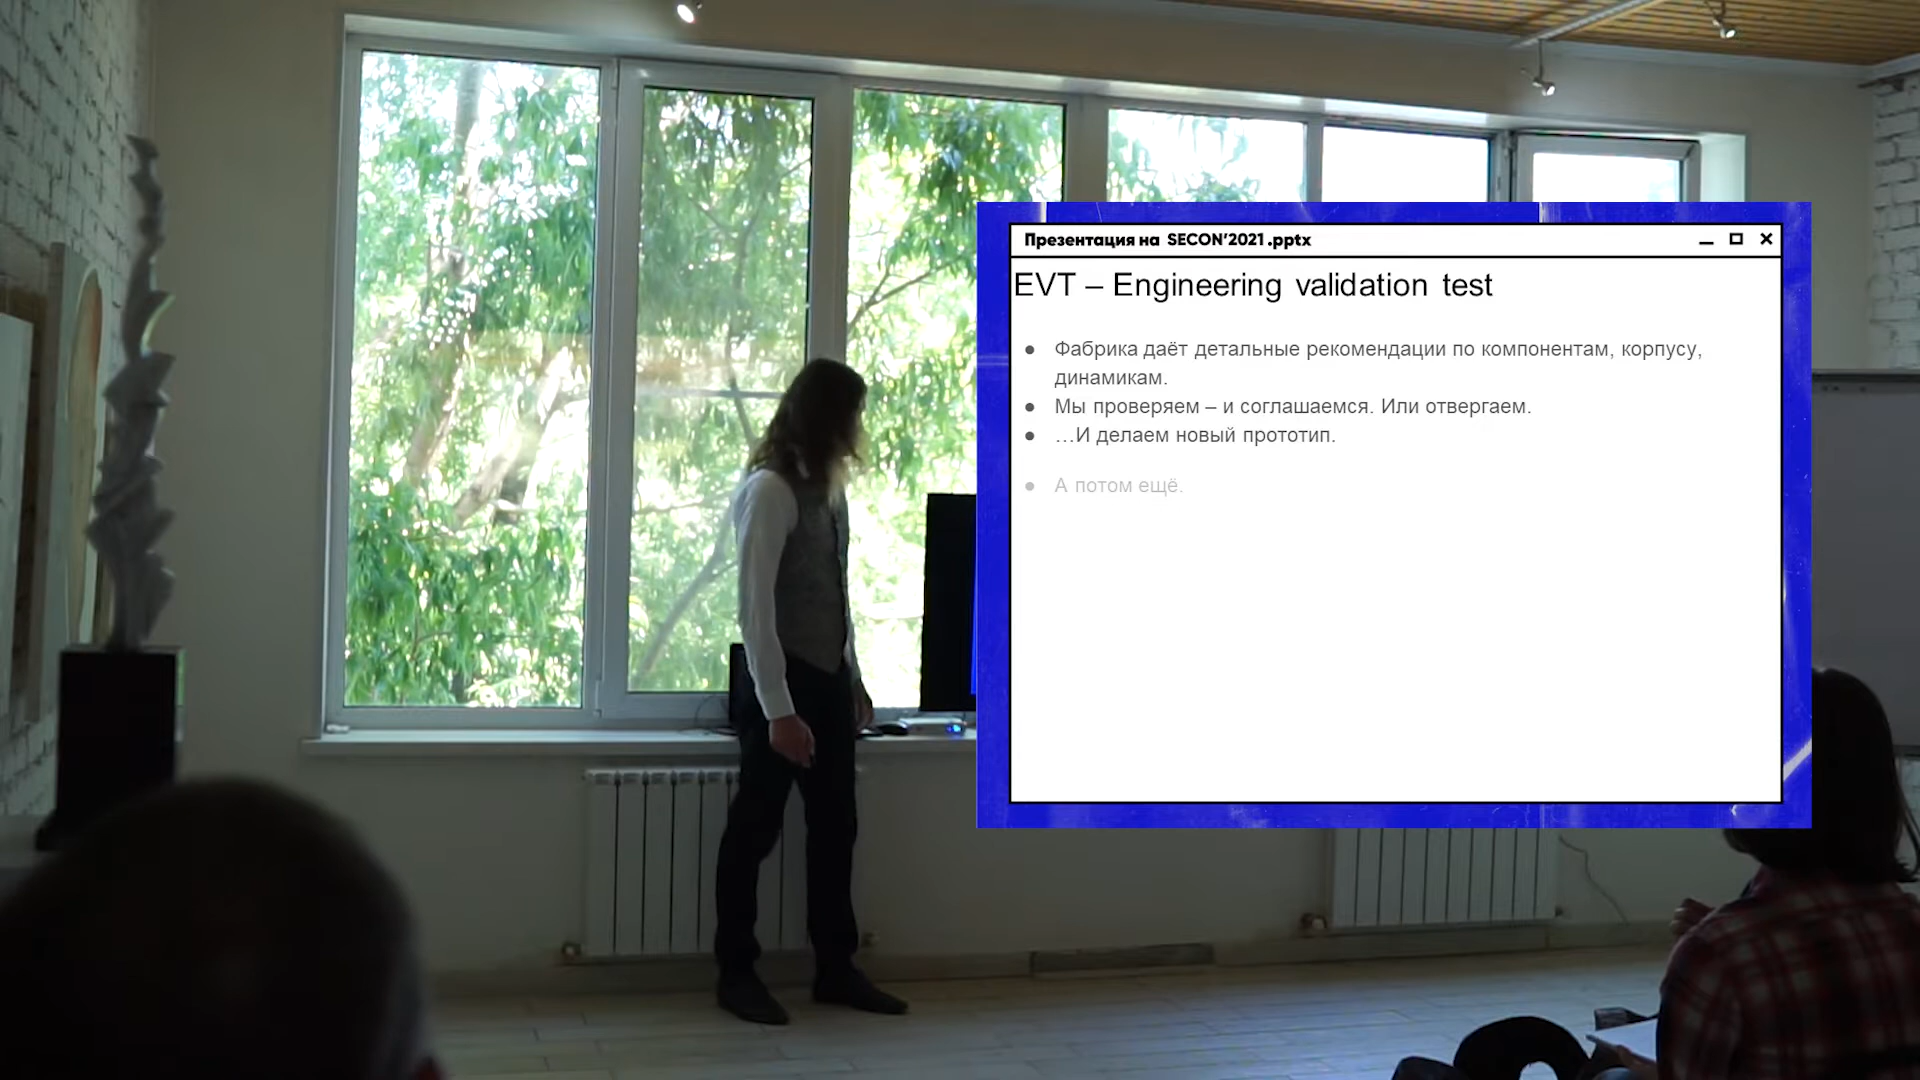 Презентация на SECON'2021.pptx
EVT – Engineering validation test
● Фабрика даёт детальные рекомендации по компонентам, корпусу,
динамикам.
● Мы проверяем – и соглашаемся. Или отвергаем.
● …И делаем новый прототип.
● А потом ещё.